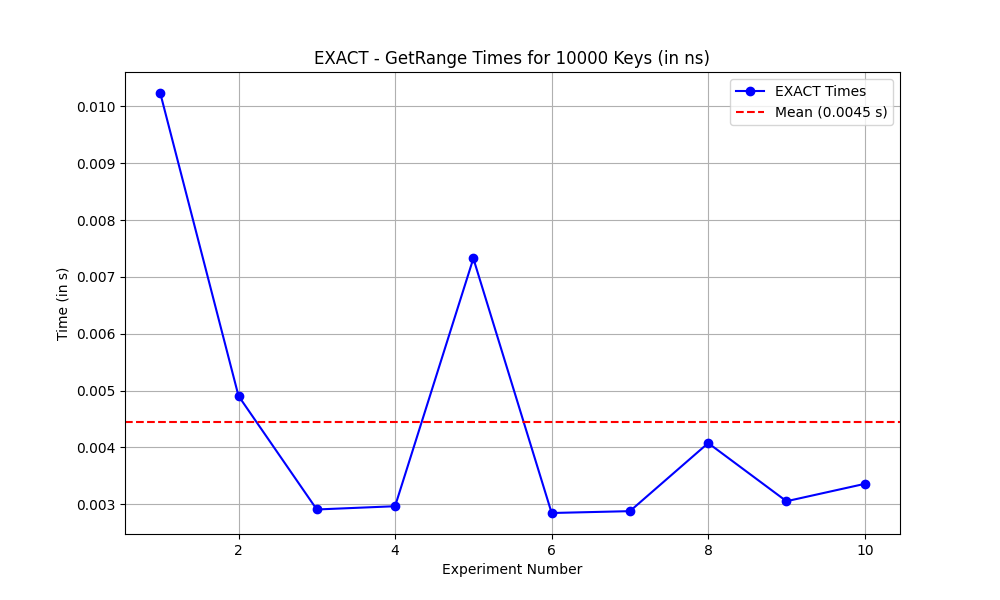 EXACT - GetRange Times for 10000 Keys (in ns)
EXACT Times
Mean (0.0045 s)
Time (in s)
0.010
0.009
0.008
0.007
0.006
0.005
0.004
0.003
2
4
6
8
10
Experiment Number